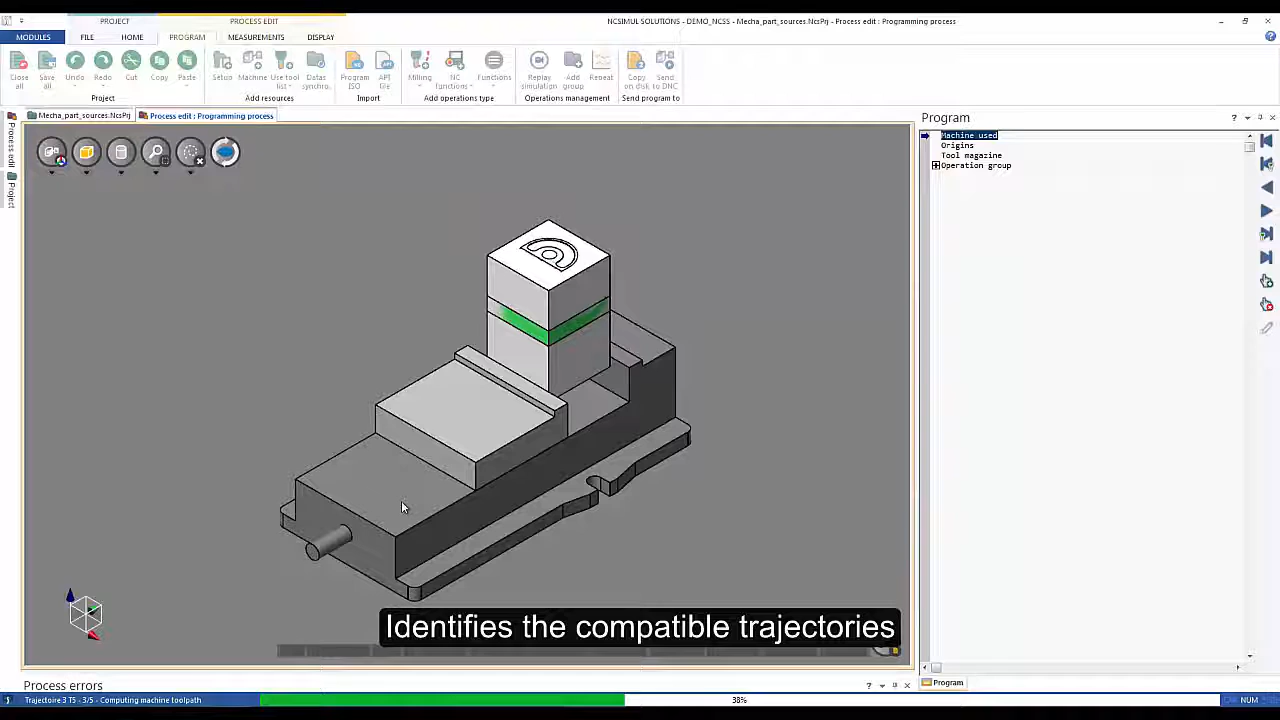 PROJECT PROCESS EDIT NCSIMUL SOLUTIONS - DEMO_NCSS - Mecha_part_sources.NcsPrj - Process edit : Programming process
MODULES FILE HOME PROGRAM MEASUREMENTS DISPLAY
Close all Save all Undo Redo Cut Copy Paste Setup Machine Use tool list Datas synchro. Program ISO API file Milling NC functions Functions Replay simulation Add group Repeat Copy on disk Send to DNC
Project Add resources Import Add operations type Operations management Send program to
Mecha_part_sources.NcsPrj Process edit : Programming process
Process edit
Project
Program
Machine used
Origins
Tool magazine
Operation group
Identifies the compatible trajectories
Process errors
Program
Trajectoire 3 T5 - 3/5 - Computing machine toolpath 38% NUM